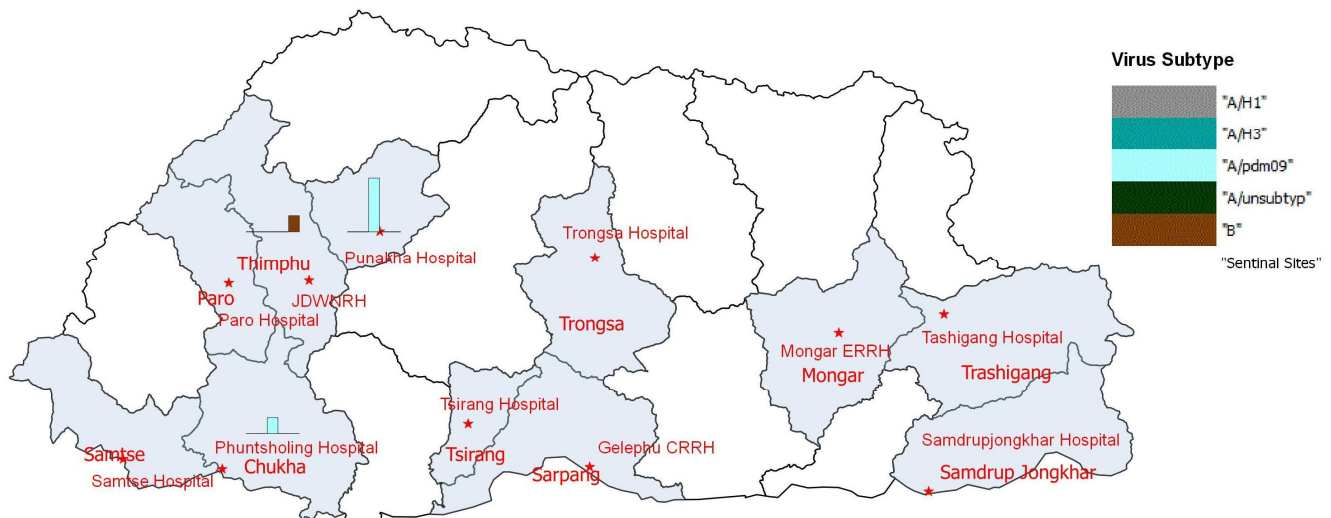 Virus Subtype
"A/H1"
"A/H3"
"A/pdm09"
"A/unsubtyp"
"B"
"Sentinal Sites"
Trongsa Hospital
Punakha Hospital
Thimphu
Paro
JDWNRH
Paro Hospital
Trongsa
Tashigang Hospital
Mongar ERRH
Mongar
Trashigang
Tsirang Hospital
Samdrupjongkhar Hospital
Phuntsholing Hospital
Gelephu CRRH
Samtse
Tsirang
Chukha
Samtse Hospital
Sarpang
Samdrup Jongkhar